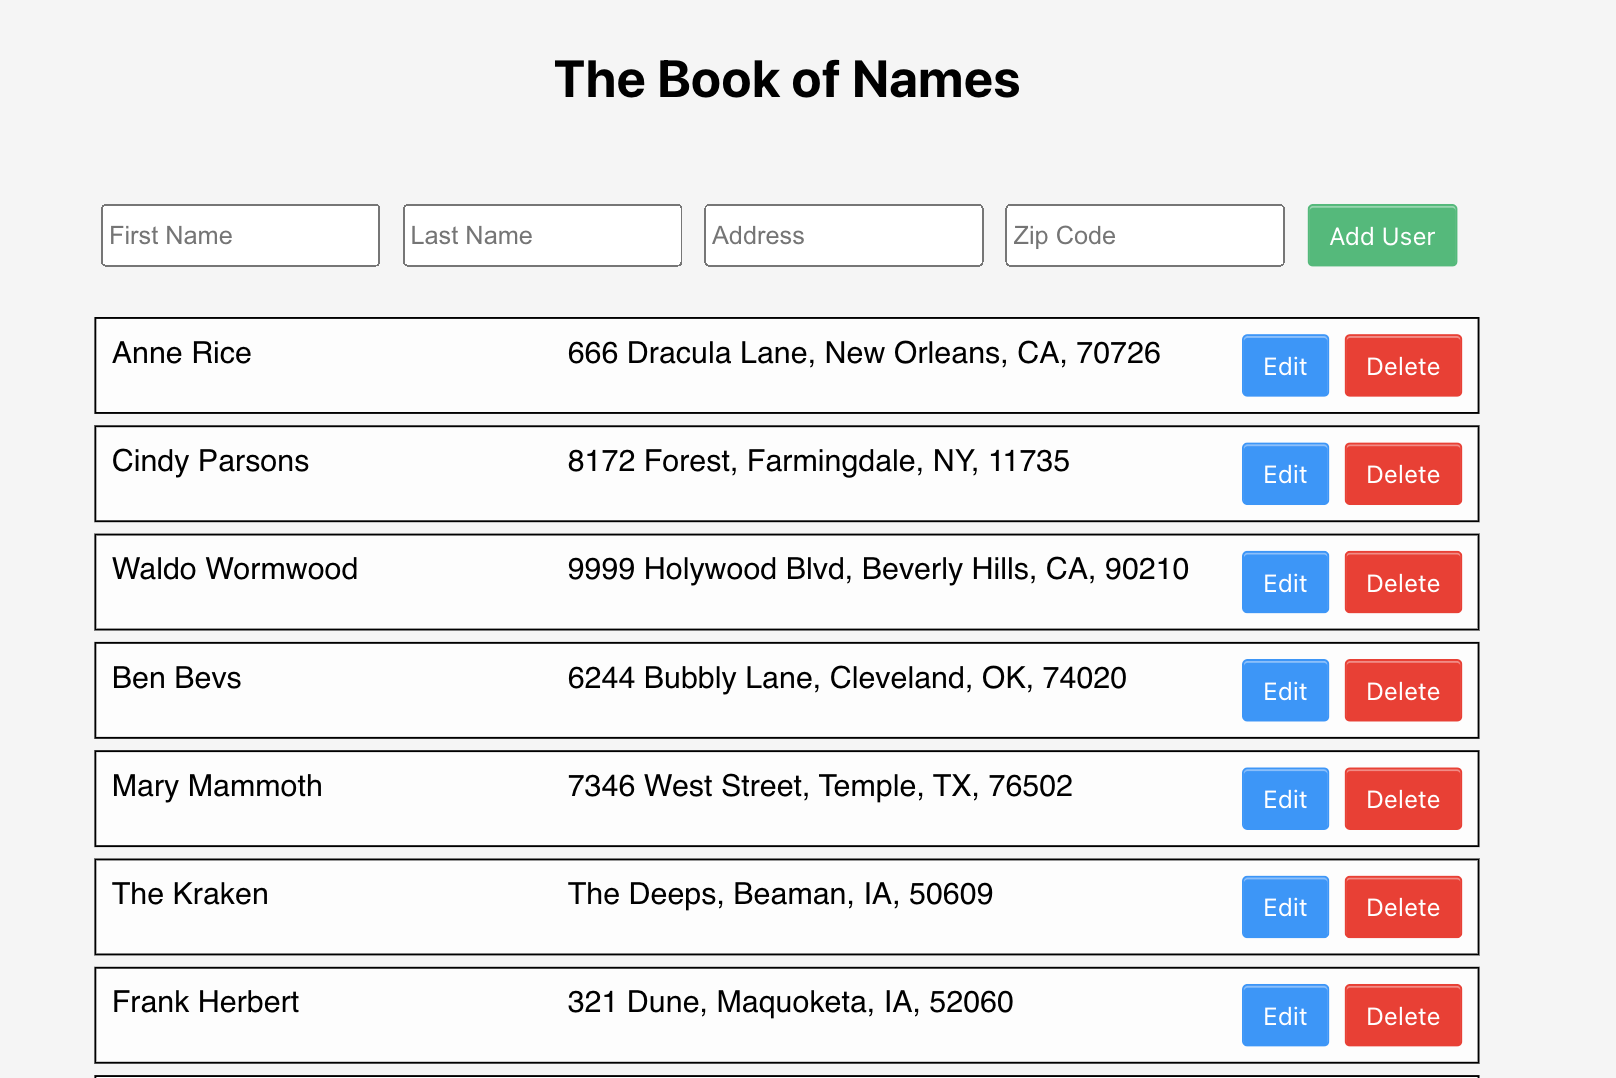 The Book of Names
First Name Last Name Address Zip Code Add User
Anne Rice 666 Dracula Lane, New Orleans, CA, 70726 Edit Delete
Cindy Parsons 8172 Forest, Farmingdale, NY, 11735 Edit Delete
Waldo Wormwood 9999 Holywood Blvd, Beverly Hills, CA, 90210 Edit Delete
Ben Bevs 6244 Bubbly Lane, Cleveland, OK, 74020 Edit Delete
Mary Mammoth 7346 West Street, Temple, TX, 76502 Edit Delete
The Kraken The Deeps, Beaman, IA, 50609 Edit Delete
Frank Herbert 321 Dune, Maquoketa, IA, 52060 Edit Delete